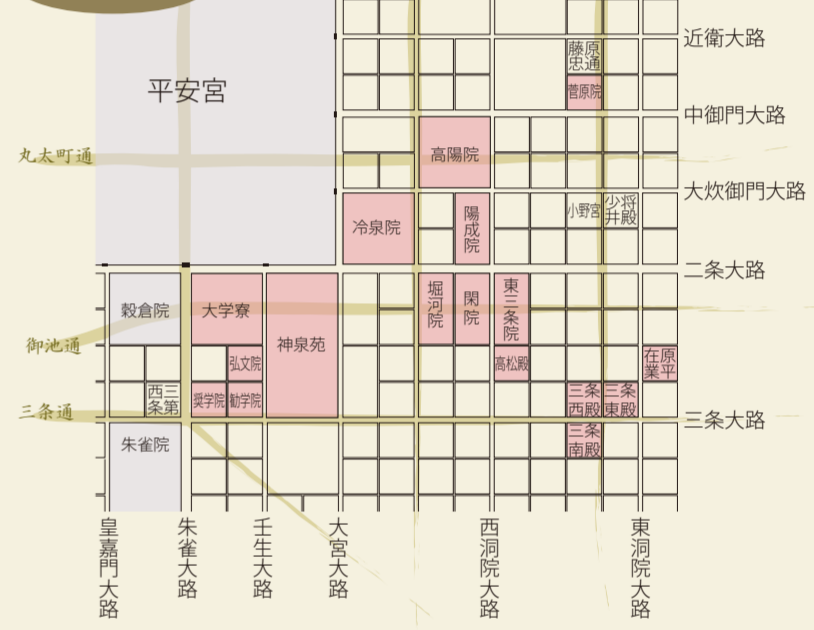 近衛大路
藤原
忠通
平安宮
菅原院
中御門大路
丸太町通
高陽院
大炊御門大路
冷泉院
陽成院
小野宮
少将
井殿
二条大路
穀倉院
大学寮
神泉苑
堀河院
閑院
東三条院
御池通
弘文院
高松殿
在原
業平
西三
条第
奨学院
勧学院
三条
西殿
三条
東殿
三条通
三条大路
朱雀院
三条
南殿
皇嘉門大路
朱雀大路
壬生大路
大宮大路
西洞院大路
東洞院大路